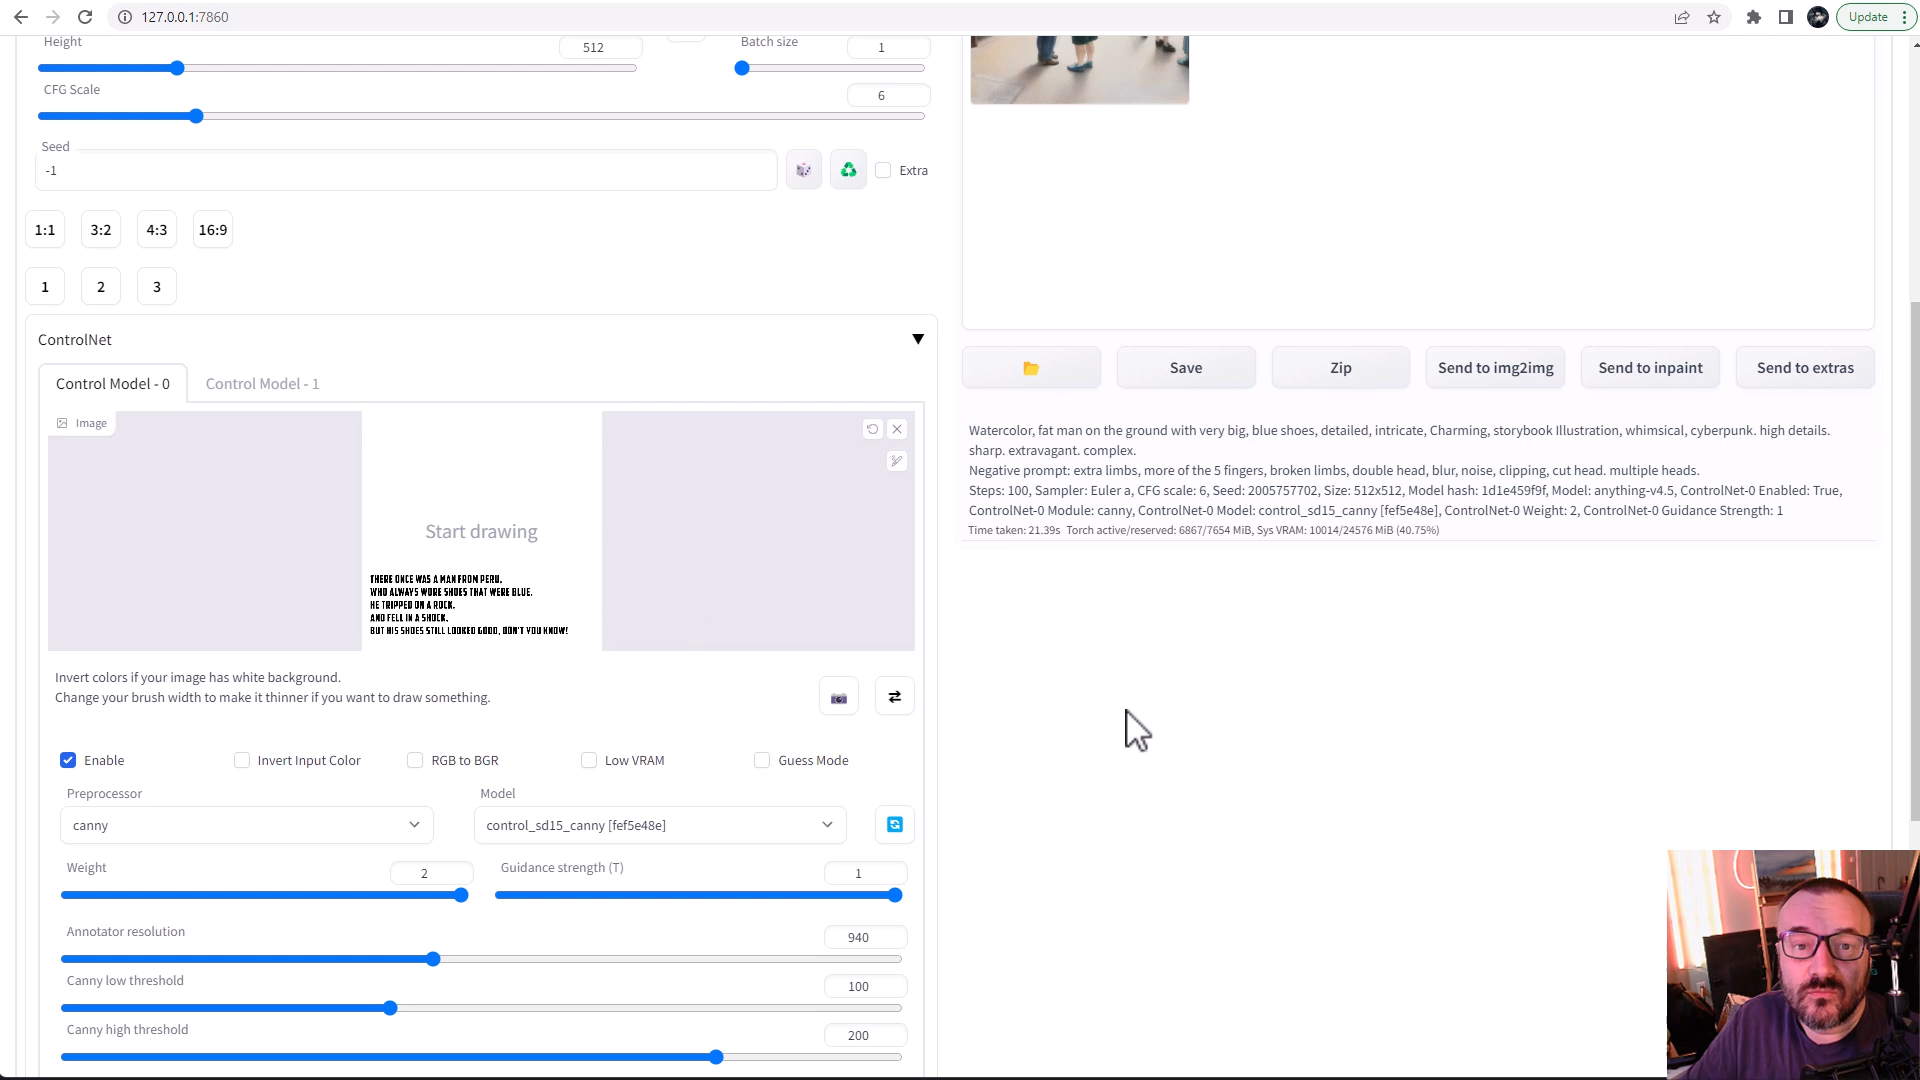 127.0.0.1:7860
Update
Height
512
Batch size
1
CFG Scale
6
Seed
-1
Extra
1:1
3:2
4:3
16:9
1
2
3
ControlNet
Control Model - 0
Control Model - 1
Image
Start drawing
THERE ONCE WAS A MAN FROM PERU,
WHO ALWAYS WORE SHOES THAT WERE BLUE.
HE TRIPPED ON A ROCK,
AND FELL IN A SHOCK,
BUT HIS SHOES STILL LOOKED GOOD, DON'T YOU KNOW!
Invert colors if your image has white background.
Change your brush width to make it thinner if you want to draw something.
Enable
Invert Input Color
RGB to BGR
Low VRAM
Guess Mode
Preprocessor
Model
canny
control_sd15_canny [fef5e48e]
Weight
2
Guidance strength (T)
1
Annotator resolution
940
Canny low threshold
100
Canny high threshold
200
Save
Zip
Send to img2img
Send to inpaint
Send to extras
Watercolor, fat man on the ground with very big, blue shoes, detailed, intricate, Charming, storybook Illustration, whimsical, cyberpunk. high details.
sharp. extravagant. complex.
Negative prompt: extra limbs, more of the 5 fingers, broken limbs, double head, blur, noise, clipping, cut head. multiple heads.
Steps: 100, Sampler: Euler a, CFG scale: 6, Seed: 2005757702, Size: 512x512, Model hash: 1d1e459f9f, Model: anything-v4.5, ControlNet-0 Enabled: True,
ControlNet-0 Module: canny, ControlNet-0 Model: control_sd15_canny [fef5e48e], ControlNet-0 Weight: 2, ControlNet-0 Guidance Strength: 1
Time taken: 21.39s Torch active/reserved: 6867/7654 MiB, Sys VRAM: 10014/24576 MiB (40.75%)